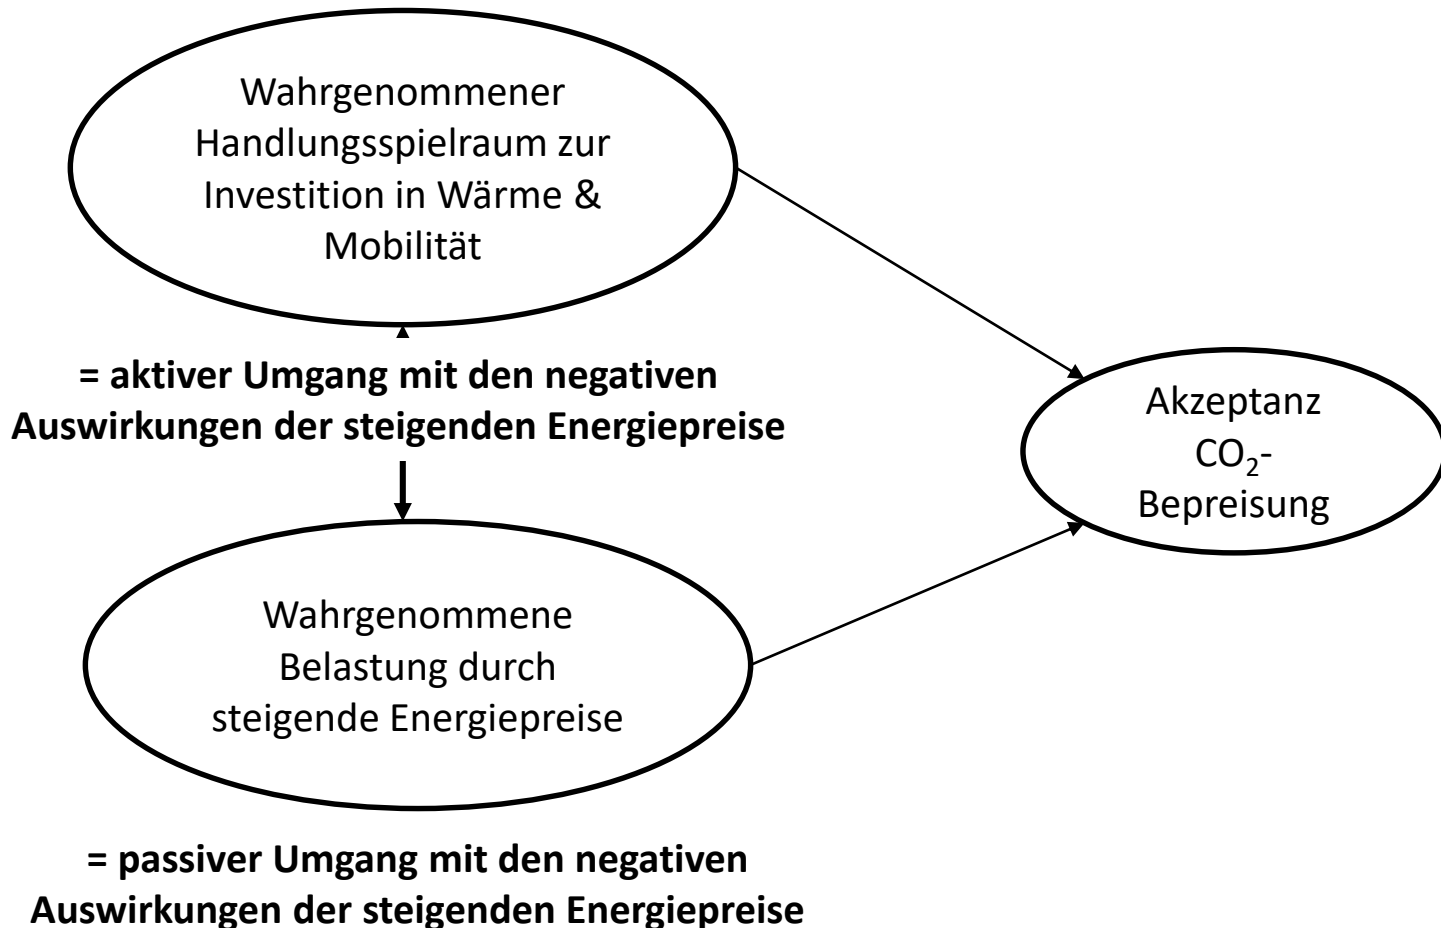 Wahrgenommener
Handlungsspielraum zur
Investition in Wärme &
Mobilität
= aktiver Umgang mit den negativen
Auswirkungen der steigenden Energiepreise
Akzeptanz
CO₂-
Bepreisung
Wahrgenommene
Belastung durch
steigende Energiepreise
= passiver Umgang mit den negativen
Auswirkungen der steigenden Energiepreise